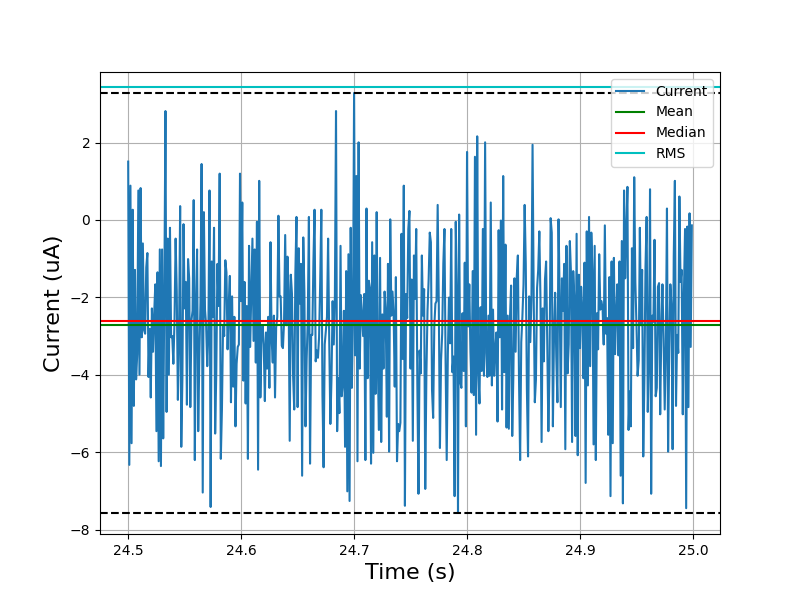 Current (uA)
2
0
−2
−4
−6
−8
Current
Mean
Median
RMS
24.5 24.6 24.7 24.8 24.9 25.0
Time (s)